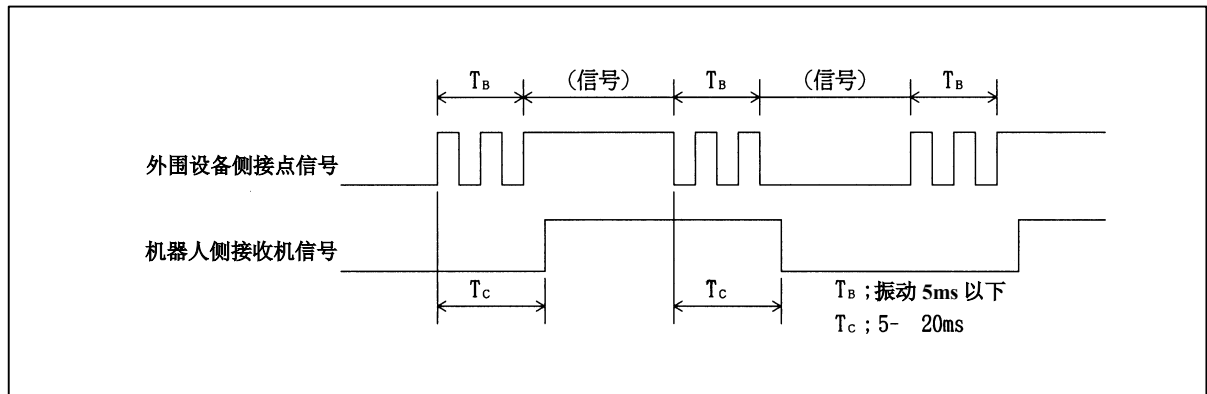 TB (信号) TB (信号) TB
外围设备侧接点信号
机器人侧接收机信号
TC TC
TB ;振动 5ms 以下
TC ;5- 20ms